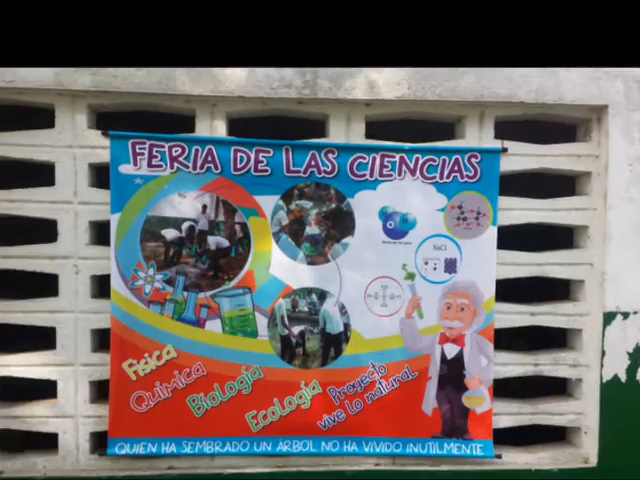 FERIA DE LAS CIENCIAS
NaCl
Física
Química
Biología
Ecología
Proyecto
vive lo natural
QUIEN HA SEMBRADO UN ARBOL NO HA VIVIDO INUTILMENTE